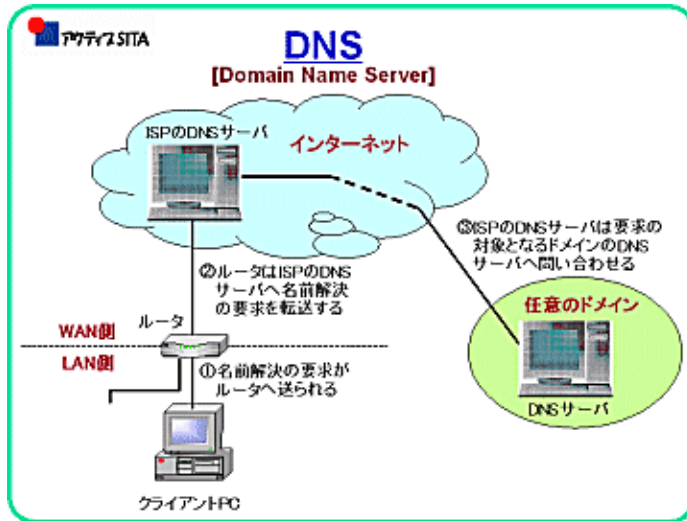 アクティブSITA
DNS
[Domain Name Server]
ISPのDNSサーバ
インターネット
③ISPのDNSサーバは要求の
対象となるドメインのDNS
サーバへ問い合わせる
②ルータはISPのDNS
サーバへ名前解決
の要求を転送する
任意のドメイン
ルータ
WAN側
LAN側
①名前解決の要求が
ルータへ送られる
DNSサーバ
クライアントPC